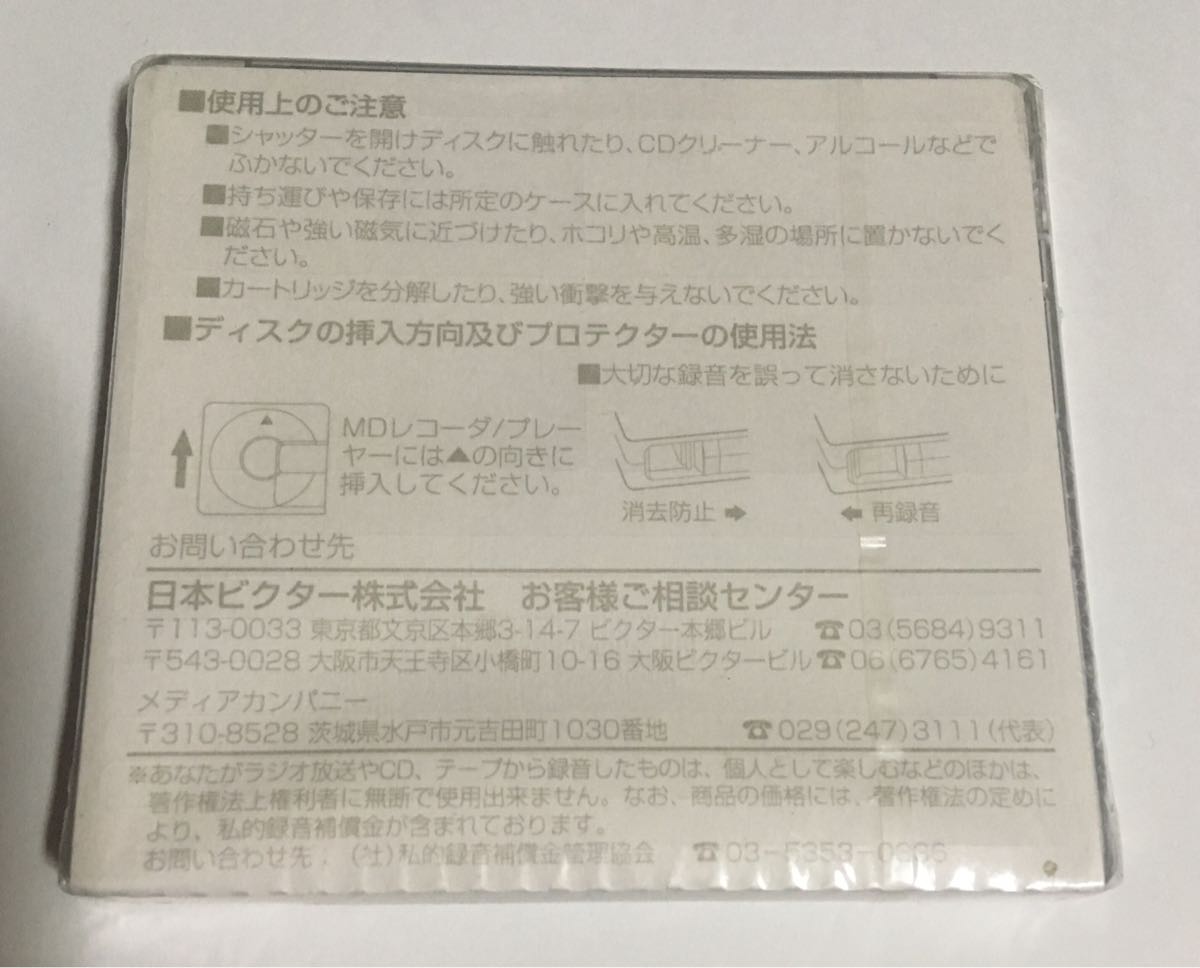 ■使用上のご注意
■シャッターを開けディスクに触れたり、CDクリーナー、アルコールなどで
ふかないでください。
■持ち運びや保存には所定のケースに入れてください。
■磁石や強い磁気に近づけたり、ホコリや高温、多湿の場所に置かないでく
ださい。
■カートリッジを分解したり、強い衝撃を与えないでください。
■ディスクの挿入方向及びプロテクターの使用法
■大切な録音を誤って消さないために
MDレコーダ/プレー
ヤーには▲の向きに
挿入してください。
消去防止 ➡
⬅ 再録音
お問い合わせ先
日本ビクター株式会社 お客様ご相談センター
〒113-0033 東京都文京区本郷3-14-7 ビクター本郷ビル ☎03(5684)9311
〒543-0028 大阪市天王寺区小橋町10-16 大阪ビクタービル ☎06(6765)4161
メディアカンパニー
〒310-8528 茨城県水戸市元吉田町1030番地 ☎029(247)3111(代表)
※あなたがラジオ放送やCD、テープから録音したものは、個人として楽しむなどのほかは、
著作権法上権利者に無断で使用出来ません。なお、商品の価格には、著作権法の定めに
より、私的録音補償金が含まれております。
お問い合わせ先：(社)私的録音補償金管理協会 ☎03-5353-